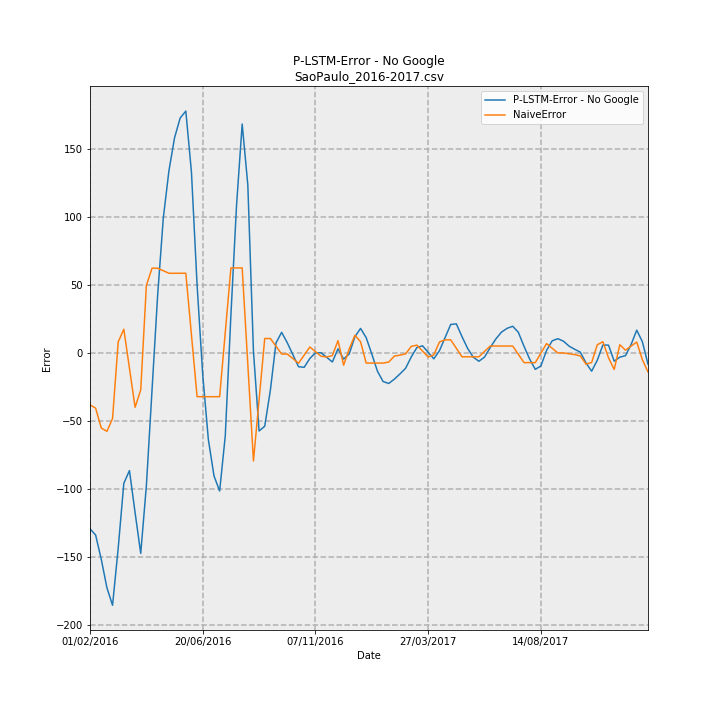 P-LSTM-Error - No Google
SaoPaulo_2016-2017.csv
P-LSTM-Error - No Google
NaiveError
Error
150
100
50
0
−50
−100
−150
−200
01/02/2016
20/06/2016
07/11/2016
27/03/2017
14/08/2017
Date